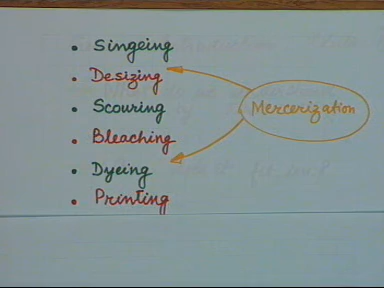 • Singeing
• Desizing
• Scouring
Mercerization
• Bleaching
• Dyeing
• Printing